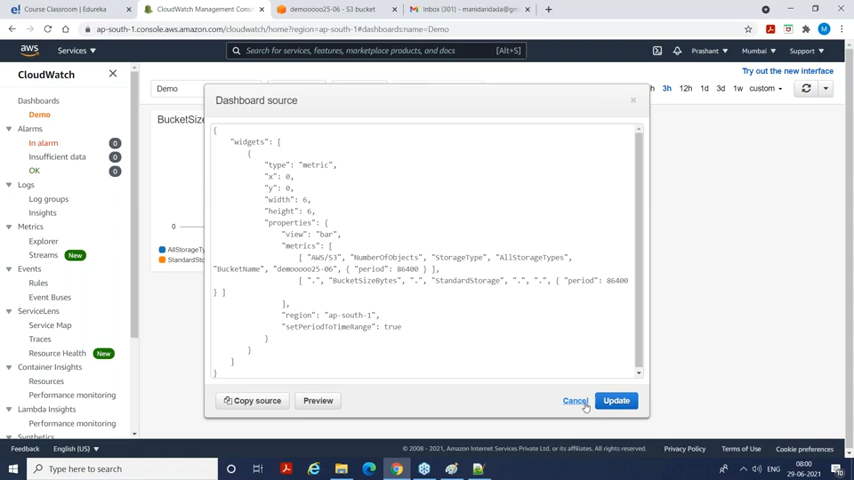 Course Classroom | Edureka
CloudWatch Management Console
demooooo25-06 - S3 bucket
Inbox (301) - manidaridada@gm
ap-south-1.console.aws.amazon.com/cloudwatch/home?region=ap-south-1#dashboards:name=Demo
aws
Services
Search for services, features, marketplace products, and docs
[Alt+S]
Prashant
Mumbai
Support
CloudWatch
Try out the new interface
Dashboards
Demo
Alarms
In alarm 0
Insufficient data 0
OK 0
Logs
Log groups
Insights
Metrics
Explorer
Streams New
Events
Rules
Event Buses
ServiceLens
Service Map
Traces
Resource Health New
Container Insights
Resources
Performance monitoring
Lambda Insights
Performance monitoring
Synthetics
Demo
h 3h 12h 1d 3d 1w custom
BucketSize
0
AllStorageTy
StandardSto
Dashboard source
{
"widgets": [
{
"type": "metric",
"x": 0,
"y": 0,
"width": 6,
"height": 6,
"properties": {
"view": "bar",
"metrics": [
[ "AWS/S3", "NumberOfObjects", "StorageType", "AllStorageTypes",
"BucketName", "demooooo25-06", { "period": 86400 } ],
[ ".", "BucketSizeBytes", ".", "StandardStorage", ".", ".", { "period": 86400
} ]
],
"region": "ap-south-1",
"setPeriodToTimeRange": true
}
}
]
}
Copy source
Preview
Cancel
Update
Feedback
English (US)
© 2008 - 2021, Amazon Internet Services Private Ltd. or its affiliates. All rights reserved.
Privacy Policy
Terms of Use
Cookie preferences
Type here to search
ENG
08:00
29-06-2021